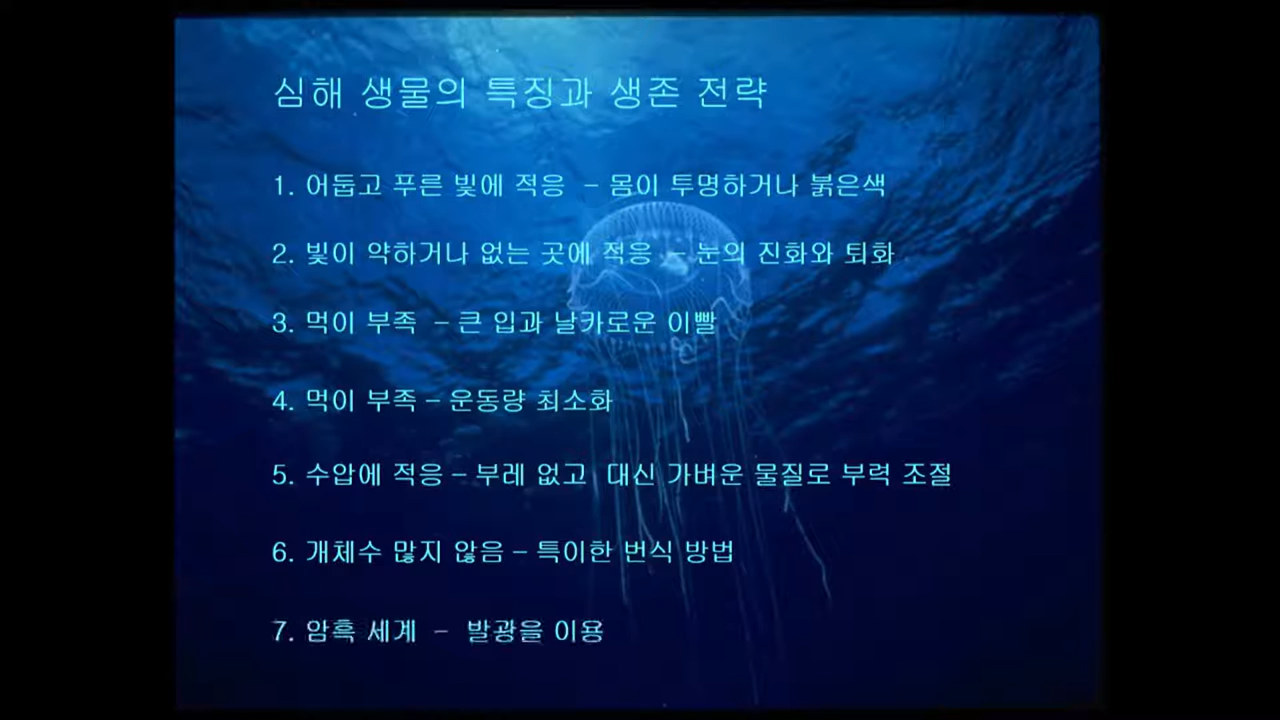 심해 생물의 특징과 생존 전략
1. 어둡고 푸른 빛에 적응 – 몸이 투명하거나 붉은색
2. 빛이 약하거나 없는 곳에 적응 – 눈의 진화와 퇴화
3. 먹이 부족 – 큰 입과 날카로운 이빨
4. 먹이 부족 – 운동량 최소화
5. 수압에 적응 – 부레 없고 대신 가벼운 물질로 부력 조절
6. 개체수 많지 않음 – 특이한 번식 방법
7. 암흑 세계 – 발광을 이용